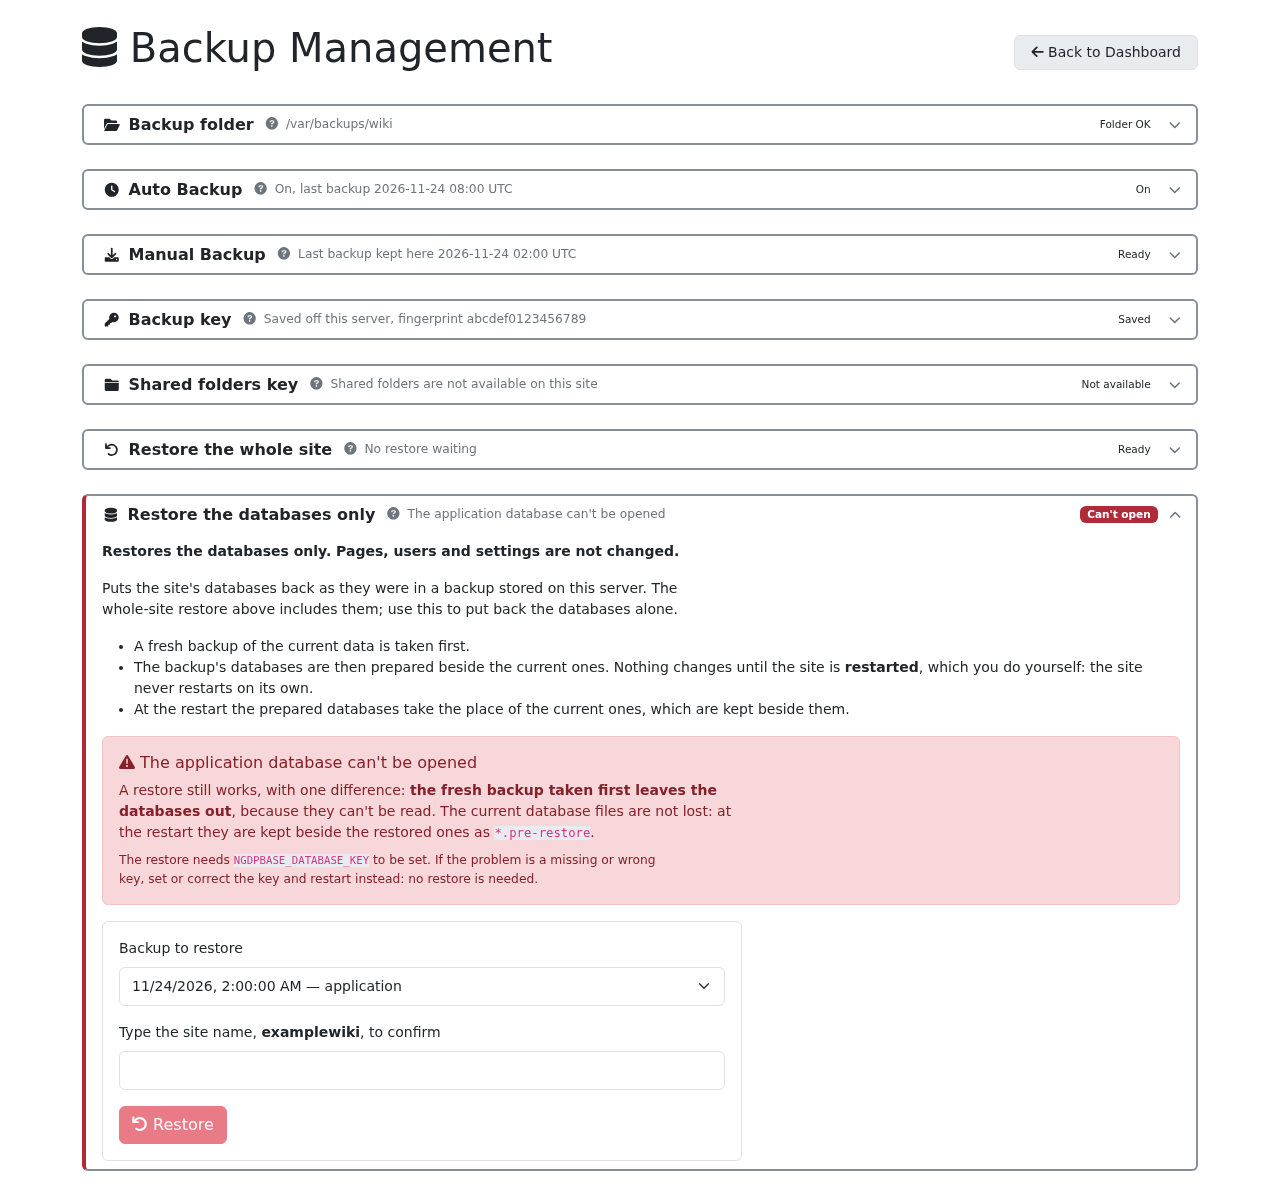 Backup Management
Back to Dashboard
Backup folder /var/backups/wiki Folder OK
Auto Backup On, last backup 2026-11-24 08:00 UTC On
Manual Backup Last backup kept here 2026-11-24 02:00 UTC Ready
Backup key Saved off this server, fingerprint abcdef0123456789 Saved
Shared folders key Shared folders are not available on this site Not available
Restore the whole site No restore waiting Ready
Restore the databases only The application database can't be opened Can't open
Restores the databases only. Pages, users and settings are not changed.
Puts the site's databases back as they were in a backup stored on this server. The
whole-site restore above includes them; use this to put back the databases alone.
• A fresh backup of the current data is taken first.
• The backup's databases are then prepared beside the current ones. Nothing changes until the site is restarted, which you do yourself: the site
never restarts on its own.
• At the restart the prepared databases take the place of the current ones, which are kept beside them.
The application database can't be opened
A restore still works, with one difference: the fresh backup taken first leaves the
databases out, because they can't be read. The current database files are not lost: at
the restart they are kept beside the restored ones as *.pre-restore.
The restore needs NGDPBASE_DATABASE_KEY to be set. If the problem is a missing or wrong
key, set or correct the key and restart instead: no restore is needed.
Backup to restore
11/24/2026, 2:00:00 AM — application
Type the site name, examplewiki, to confirm
Restore